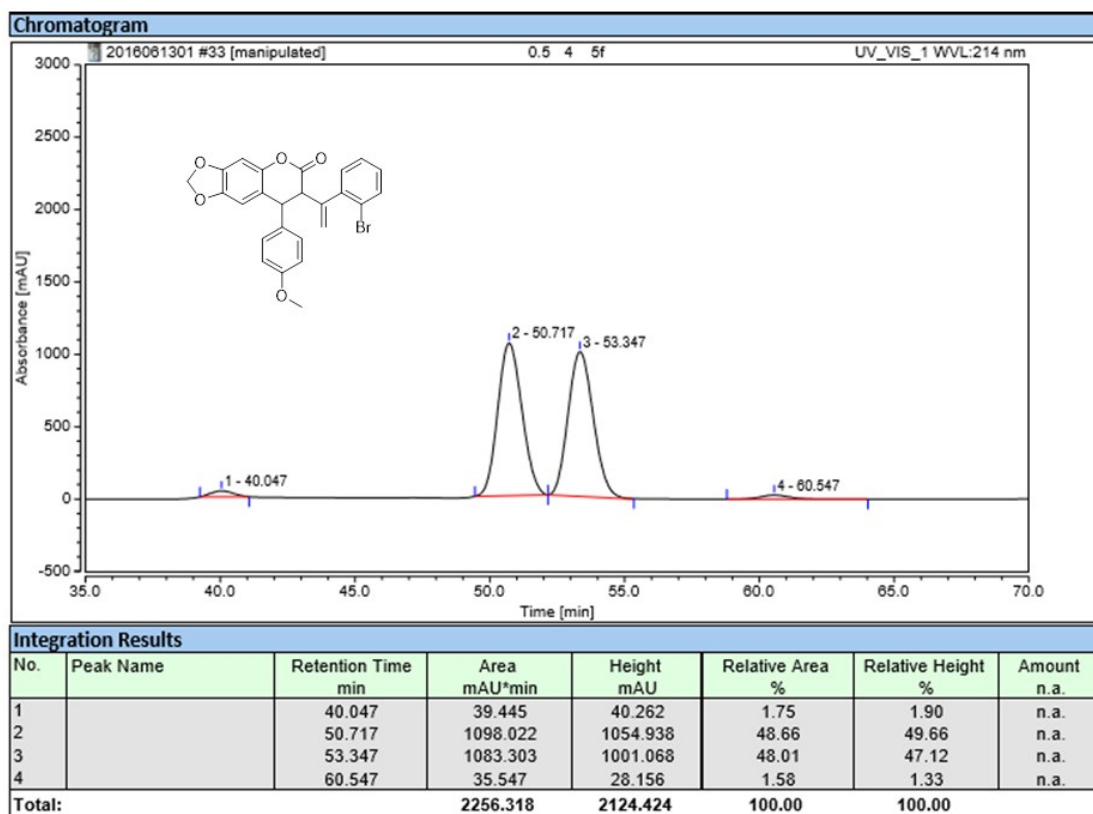 Chromatogram
2016061301 #33 [manipulated] 0.5 4 5f UV_VIS_1 WVL:214 nm
3000
2500
2000
1500
1000
500
0
-500
Absorbance [mAU]
O O O
O
Br
O
1 - 40.047
2 - 50.717
3 - 53.347
4 - 60.547
35.0 40.0 45.0 50.0 55.0 60.0 65.0 70.0
Time [min]
Integration Results
No. Peak Name Retention Time Area Height Relative Area Relative Height Amount
min mAU*min mAU % % n.a.
1 40.047 39.445 40.262 1.75 1.90 n.a.
2 50.717 1098.022 1054.938 48.66 49.66 n.a.
3 53.347 1083.303 1001.068 48.01 47.12 n.a.
4 60.547 35.547 28.156 1.58 1.33 n.a.
Total: 2256.318 2124.424 100.00 100.00